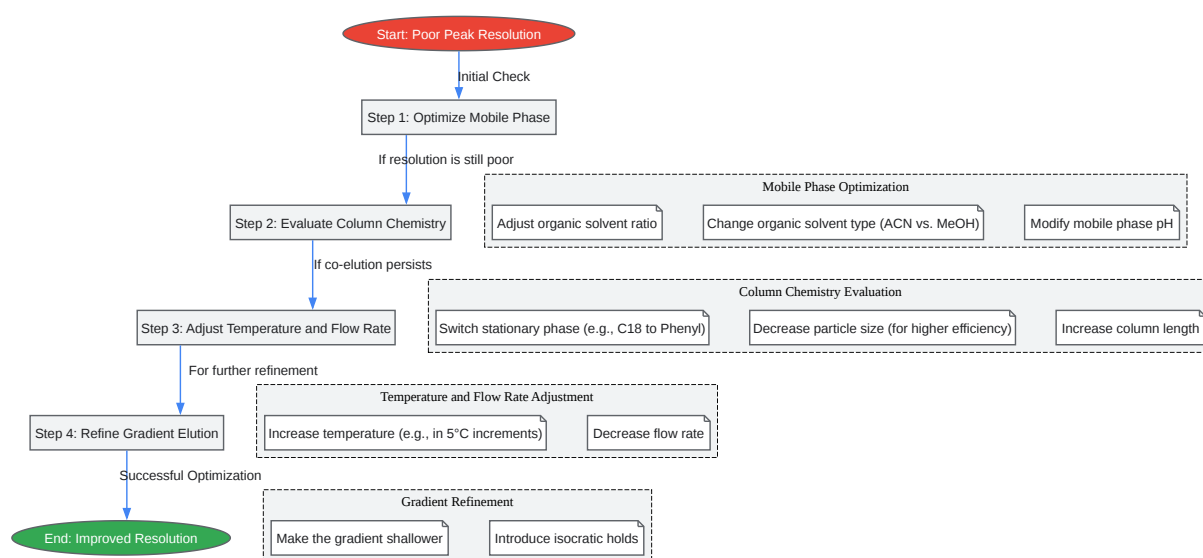 Start: Poor Peak Resolution
Initial Check
Step 1: Optimize Mobile Phase
If resolution is still poor
Mobile Phase Optimization
Step 2: Evaluate Column Chemistry
Adjust organic solvent ratio
Change organic solvent type (ACN vs. MeOH)
Modify mobile phase pH
If co-elution persists
Column Chemistry Evaluation
Step 3: Adjust Temperature and Flow Rate
Switch stationary phase (e.g., C18 to Phenyl)
Decrease particle size (for higher efficiency)
Increase column length
For further refinement
Temperature and Flow Rate Adjustment
Step 4: Refine Gradient Elution
Increase temperature (e.g., in 5°C increments)
Decrease flow rate
Successful Optimization
Gradient Refinement
End: Improved Resolution
Make the gradient shallower
Introduce isocratic holds